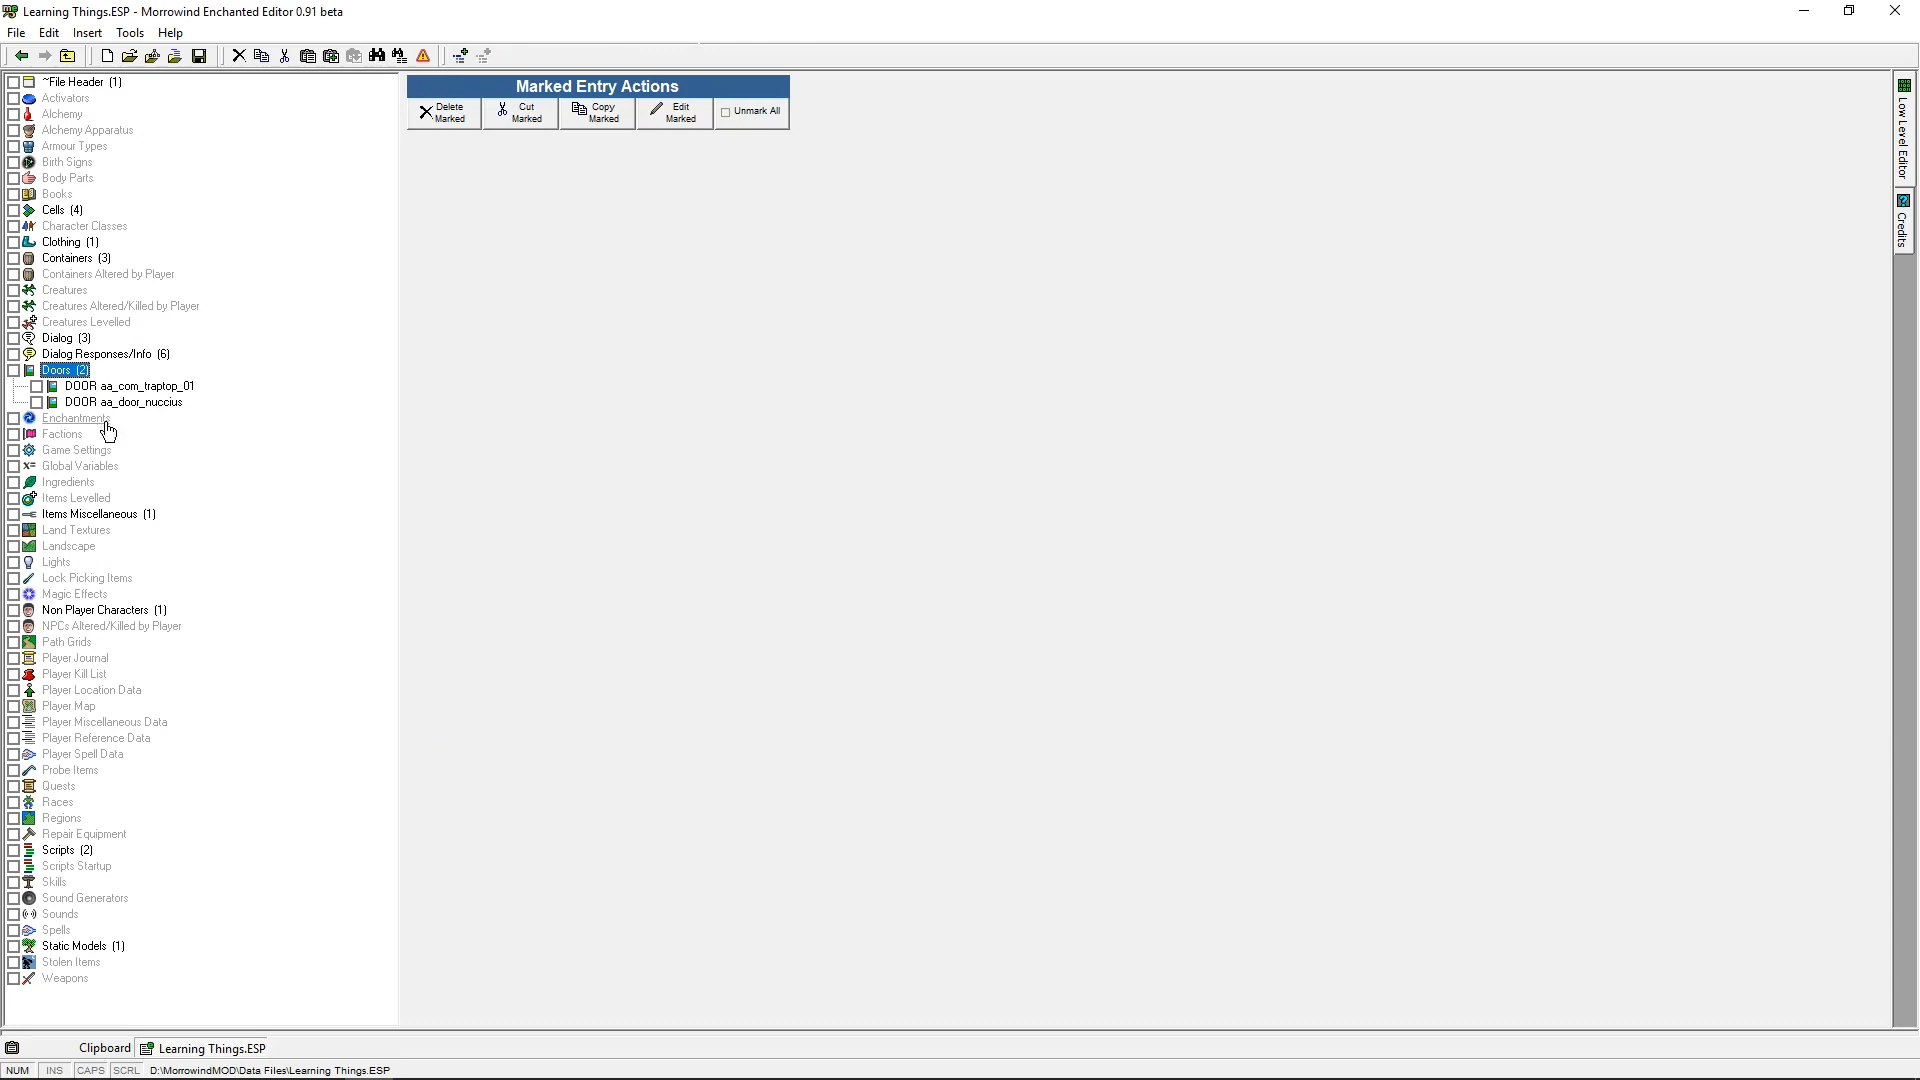 Learning Things.ESP - Morrowind Enchanted Editor 0.91 beta
File Edit Insert Tools Help
~File Header (1)
Activators
Alchemy
Alchemy Apparatus
Armour Types
Birth Signs
Body Parts
Books
Cells (4)
Character Classes
Clothing (1)
Containers (3)
Containers Altered by Player
Creatures
Creatures Altered/Killed by Player
Creatures Levelled
Dialog (3)
Dialog Responses/Info (6)
Doors (2)
DOOR aa_com_traptop_01
DOOR aa_door_nuccius
Enchantments
Factions
Game Settings
x= Global Variables
Ingredients
Items Levelled
Items Miscellaneous (1)
Land Textures
Landscape
Lights
Lock Picking Items
Magic Effects
Non Player Characters (1)
NPCs Altered/Killed by Player
Path Grids
Player Journal
Player Kill List
Player Location Data
Player Map
Player Miscellaneous Data
Player Reference Data
Player Spell Data
Probe Items
Quests
Races
Regions
Repair Equipment
Scripts (2)
Scripts Startup
Skills
Sound Generators
Sounds
Spells
Static Models (1)
Stolen Items
Weapons
Marked Entry Actions
Delete Marked
Cut Marked
Copy Marked
Edit Marked
Unmark All
Low Level Editor
Credits
Clipboard Learning Things.ESP
NUM INS CAPS SCRL D:\MorrowindMOD\Data Files\Learning Things.ESP